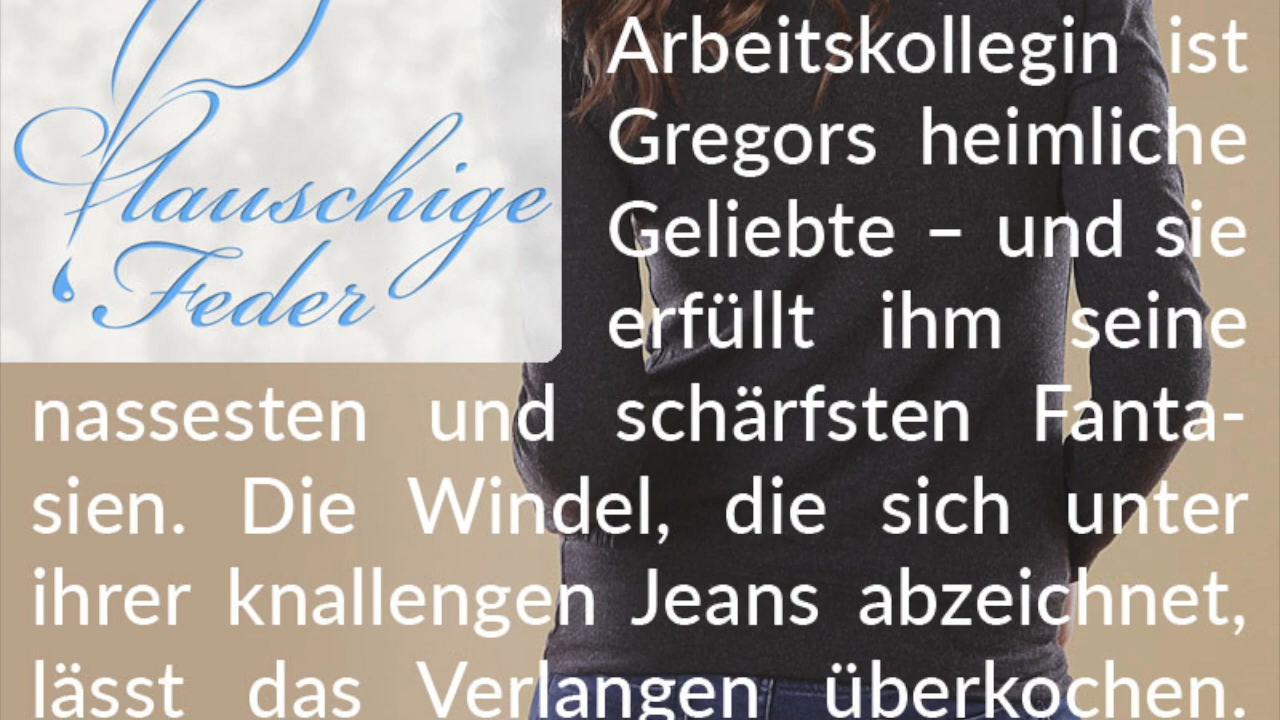 Flauschige
Feder
Arbeitskollegin ist
Gregors heimliche
Geliebte – und sie
erfüllt ihm seine
nassesten und schärfsten Fanta-
sien. Die Windel, die sich unter
ihrer knallengen Jeans abzeichnet,
lässt das Verlangen überkochen.